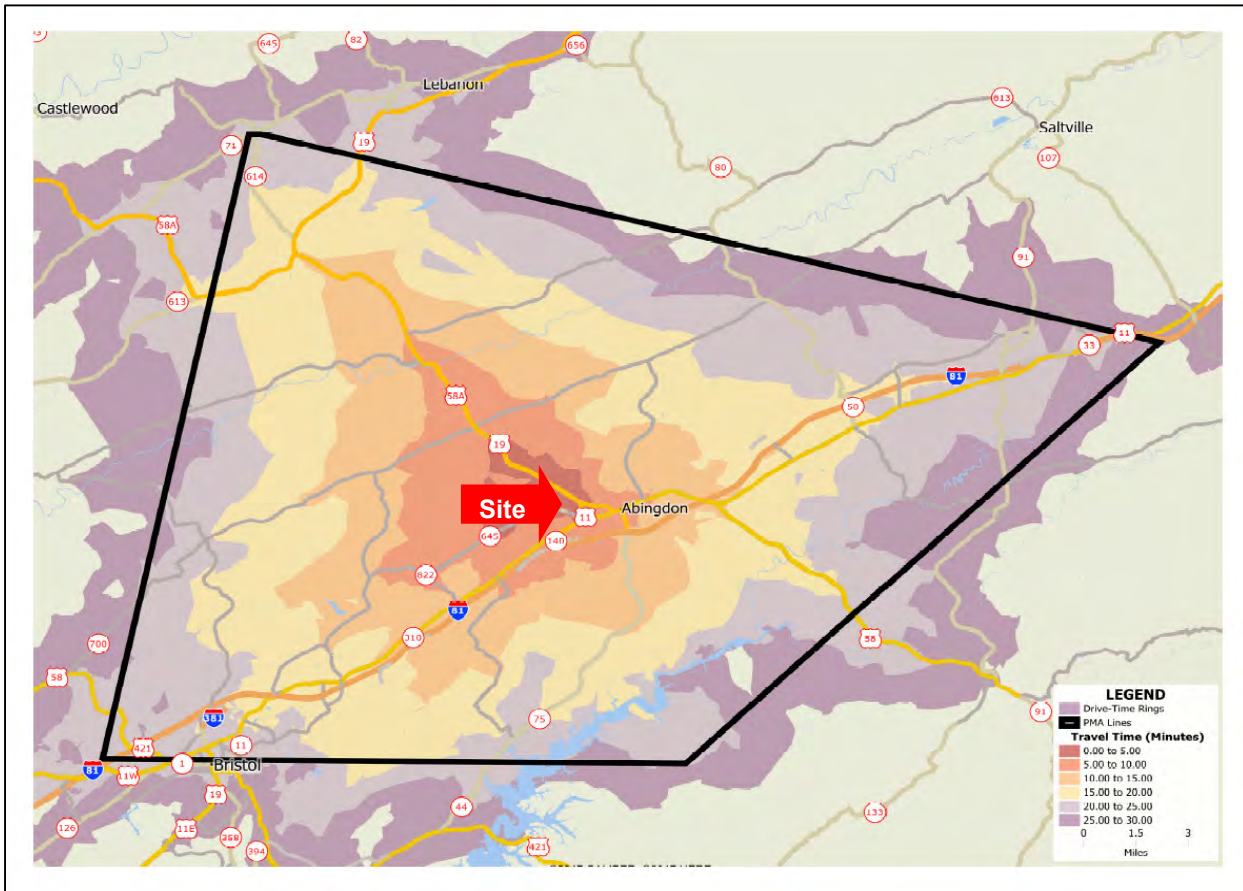 645
82
656
Lebanon
Castlewood
613
Saltville
19
71
107
80
614
58A
91
613
11
33
81
58A
50
19
Site
Abingdon
11
645
140
822
81
310
58
700
58
91
75
381
421
11
1
Bristol
81
11W
19
44
126
11E
358
394
421
133
LEGEND
Drive-Time Rings
PMA Lines
Travel Time (Minutes)
0.00 to 5.00
5.00 to 10.00
10.00 to 15.00
15.00 to 20.00
20.00 to 25.00
25.00 to 30.00
0 1.5 3
Miles